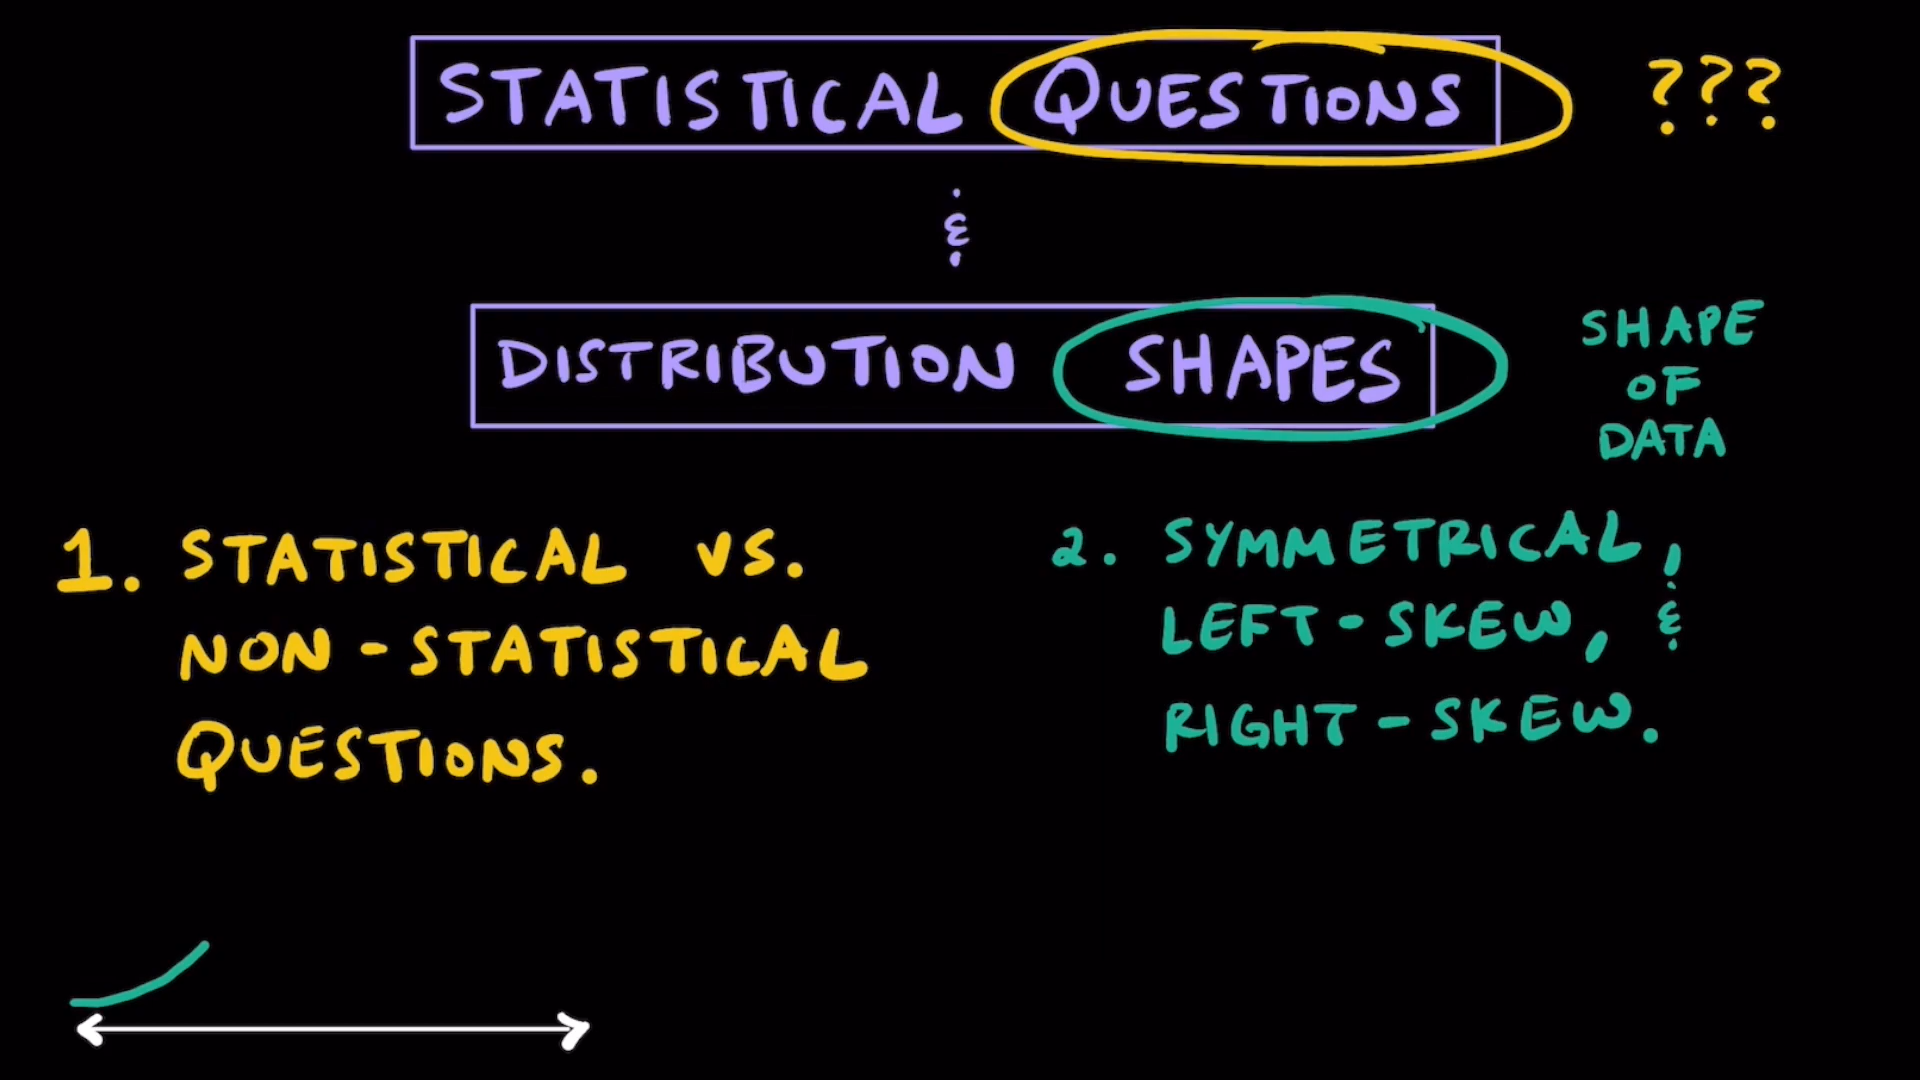 STATISTICAL QUESTIONS ???
&
DISTRIBUTION SHAPES
SHAPE
OF
DATA
1. STATISTICAL VS.
NON-STATISTICAL
QUESTIONS.
2. SYMMETRICAL,
LEFT-SKEW, &
RIGHT-SKEW.